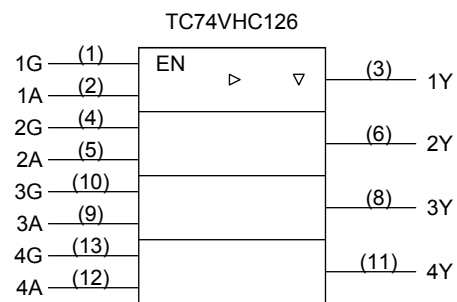 TC74VHC126
1G (1) EN
1A (2)
(3) 1Y
2G (4)
2A (5)
(6) 2Y
3G (10)
3A (9)
(8) 3Y
4G (13)
4A (12)
(11) 4Y